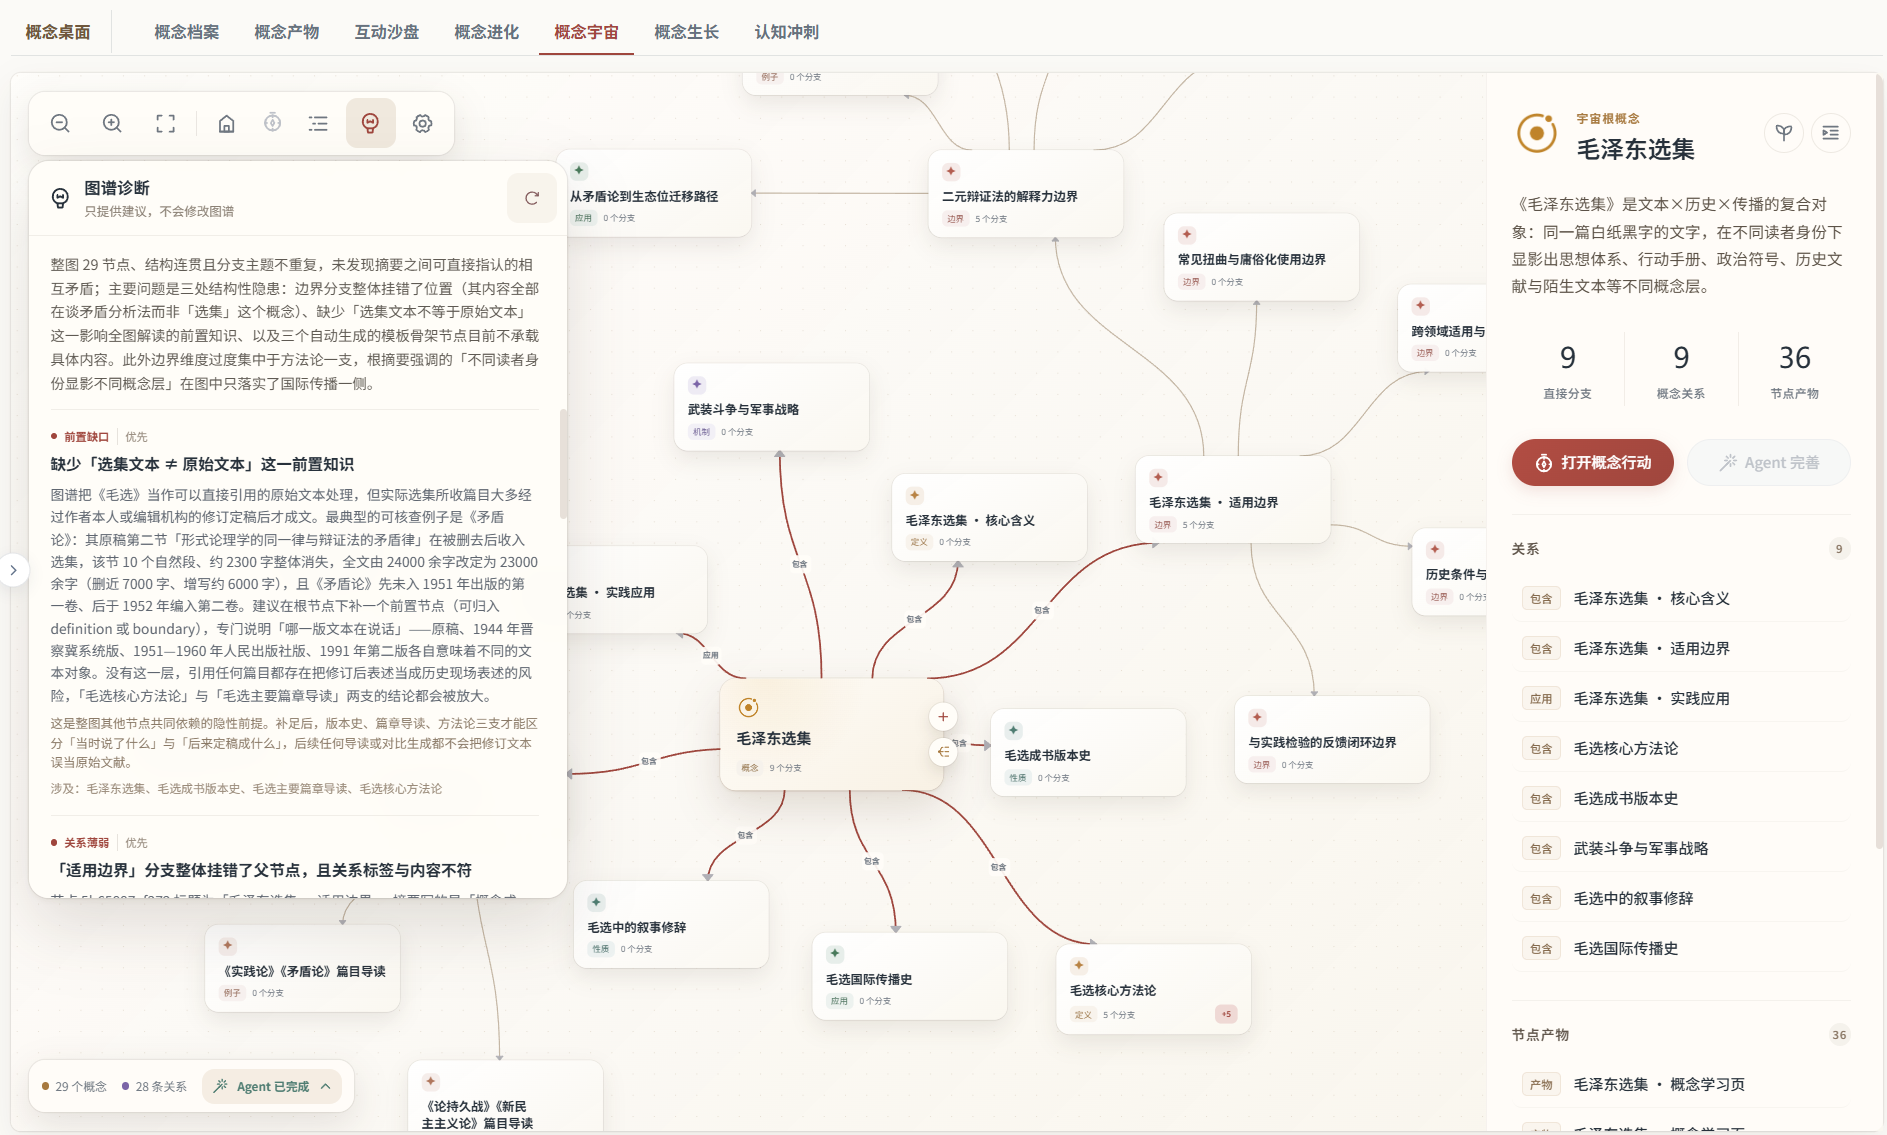 概念桌面
概念档案
概念产物
互动沙盘
概念进化
概念宇宙
概念生长
认知冲刺
图谱诊断
只提供建议，不会修改图谱
整图 29 节点、结构连贯且分支主题不重复，未发现摘要之间可直接指认的相
互矛盾；主要问题是三处结构性隐患：边界分支整体挂错了位置（其内容全部
在谈矛盾分析法而非「选集」这个概念）、缺少「选集文本不等于原始文本」
这一影响全图解读的前置知识、以及三个自动生成的模板骨架节点目前不承载
具体内容。此外边界维度过度集中于方法论一支，根摘要强调的「不同读者身
份显影不同概念层」在图中只落实了国际传播一侧。
前置缺口
优先
缺少「选集文本 ≠ 原始文本」这一前置知识
图谱把《毛选》当作可以直接引用的原始文本处理，但实际选集所收篇目大多经
过作者本人或编辑机构的修订定稿后才成文。最典型的可核查例子是《矛盾
论》：其原稿第二节「形式论理学的同一律与辩证法的矛盾律」在被删去后收入
选集，该节 10 个自然段、约 2300 字整体消失，全文由 24000 余字改定为 23000
余字（删近 7000 字、增写约 6000 字），且《矛盾论》先未入 1951 年出版的第
一卷、后于 1952 年编入第二卷。建议在根节点下补一个前置节点（可归入
definition 或 boundary），专门说明「哪一版文本在说话」——原稿、1944 年晋
察冀系统版、1951—1960 年人民出版社版、1991 年第二版各自意味着不同的文
本对象。没有这一层，引用任何篇目都存在把修订后表述当成历史现场表述的风
险，「毛选核心方法论」与「毛选主要篇章导读」两支的结论都会被放大。
这是整图其他节点共同依赖的隐性前提。补足后，版本史、篇章导读、方法论三支才能区
分「当时说了什么」与「后来定稿成什么」，后续任何导读或对比生成都不会把修订文本
误当原始文献。
涉及：毛泽东选集、毛选成书版本史、毛选主要篇章导读、毛选核心方法论
关系薄弱
优先
「适用边界」分支整体挂错了父节点，且关系标签与内容不符
例子
0 个分支
从矛盾论到生态位迁移路径
应用
0 个分支
二元辩证法的解释力边界
边界
5 个分支
常见扭曲与庸俗化使用边界
边界
0 个分支
跨领域适用与
边界
0 个分支
武装斗争与军事战略
机制
0 个分支
毛泽东选集 · 核心含义
定义
0 个分支
毛泽东选集 · 适用边界
边界
5 个分支
历史条件与
边界
0 个分
选集 · 实践应用
个分支
包含
包含
包含
应用
毛泽东选集
概念
9 个分支
包含
包含
毛选成书版本史
性质
0 个分支
与实践检验的反馈闭环边界
边界
0 个分支
包含
包含
包含
毛选中的叙事修辞
性质
0 个分支
毛选国际传播史
应用
0 个分支
毛选核心方法论
定义
5 个分支
+5
《实践论》《矛盾论》篇目导读
例子
0 个分支
《论持久战》《新民
主主义论》篇目导读
29 个概念
28 条关系
Agent 已完成
宇宙根概念
毛泽东选集
《毛泽东选集》是文本×历史×传播的复合对
象：同一篇白纸黑字的文字，在不同读者身份下
显影出思想体系、行动手册、政治符号、历史文
献与陌生文本等不同概念层。
9
直接分支
9
概念关系
36
节点产物
打开概念行动
Agent 完善
关系
9
包含
毛泽东选集 · 核心含义
包含
毛泽东选集 · 适用边界
应用
毛泽东选集 · 实践应用
包含
毛选核心方法论
包含
毛选成书版本史
包含
武装斗争与军事战略
包含
毛选中的叙事修辞
包含
毛选国际传播史
节点产物
36
产物
毛泽东选集 · 概念学习页